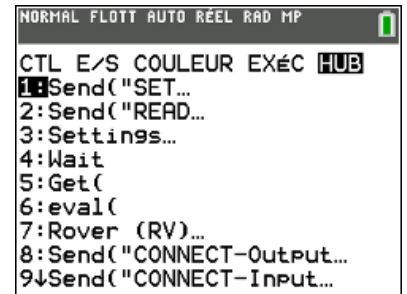 NORMAL FLOTT AUTO RÉEL RAD MP
CTL E/S COULEUR EXÉC HUB
1:Send("SET…
2:Send("READ…
3:Settings…
4:Wait
5:Get(
6:eval(
7:Rover (RV)…
8:Send("CONNECT-Output…
9↓Send("CONNECT-Input…